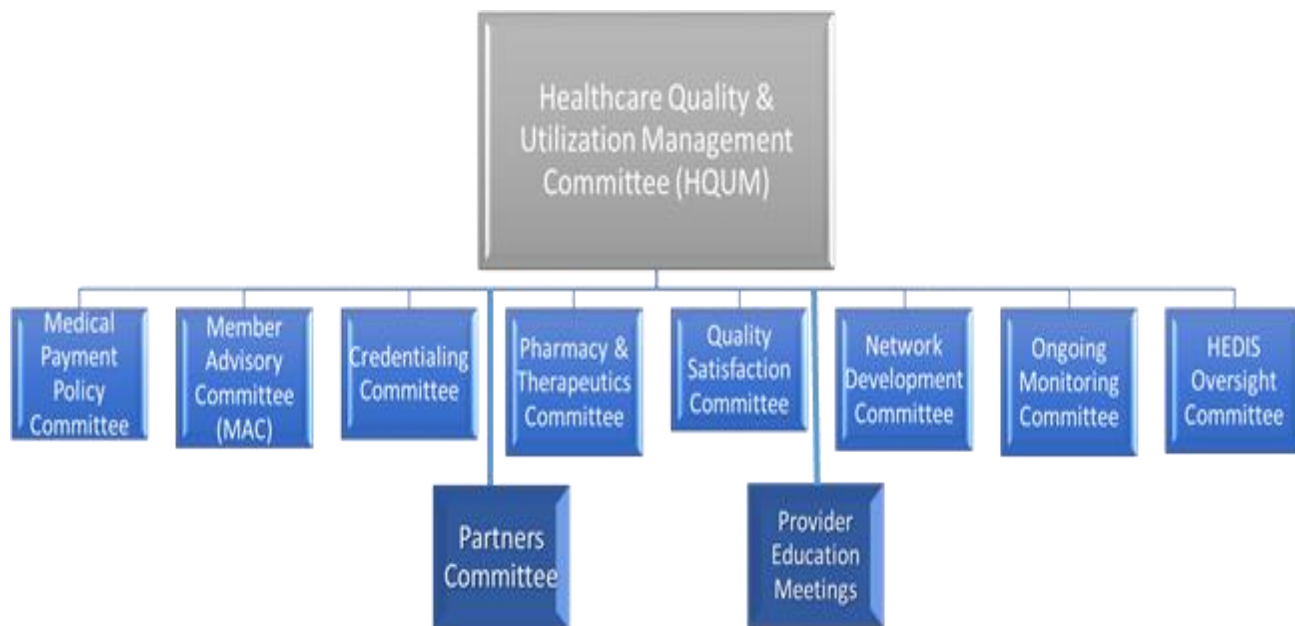 Healthcare Quality &
Utilization Management
Committee (HQUM)
Medical
Payment
Policy
Committee
Member
Advisory
Committee
(MAC)
Credentialing
Committee
Pharmacy &
Therapeutics
Committee
Quality
Satisfaction
Committee
Network
Development
Committee
Ongoing
Monitoring
Committee
HEDIS
Oversight
Committee
Partners
Committee
Provider
Education
Meetings